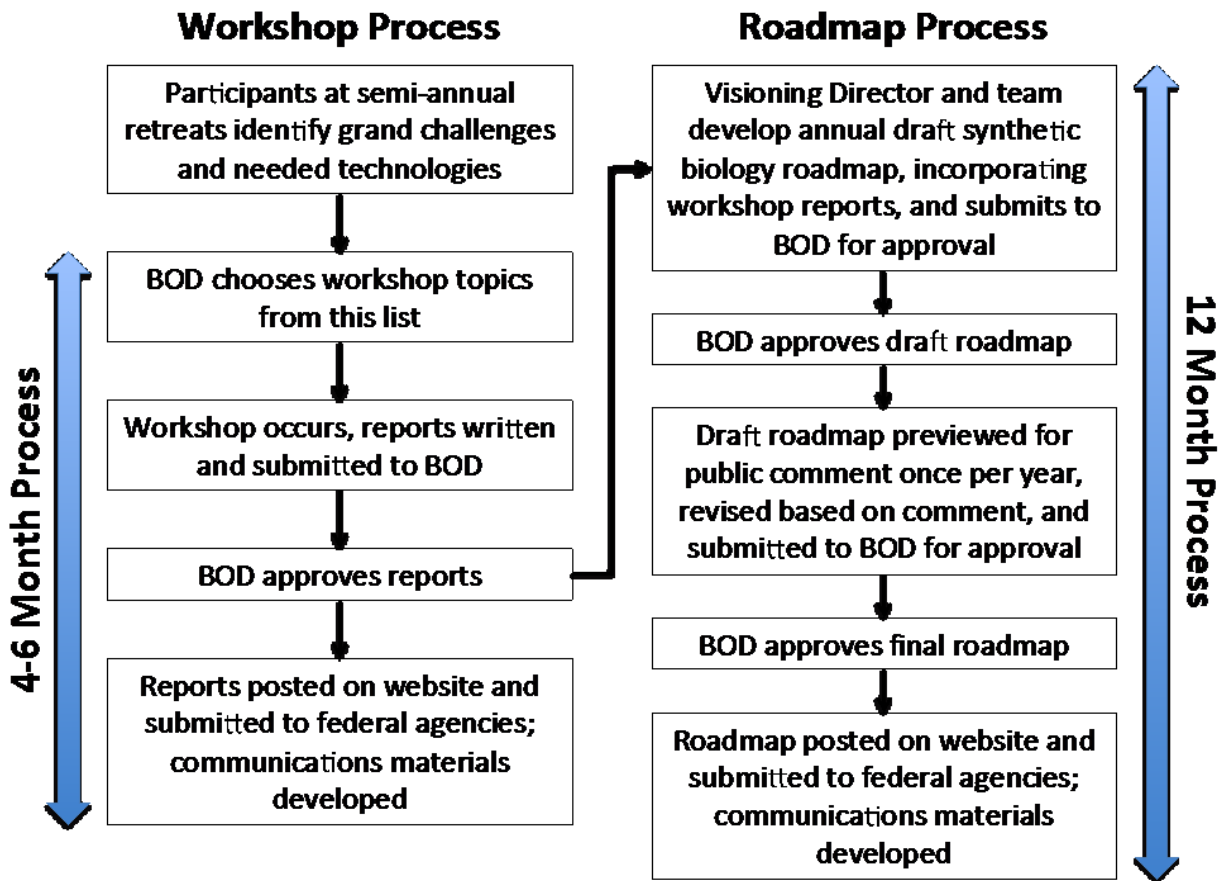 Workshop Process
Participants at semi-annual
retreats identify grand challenges
and needed technologies
BOD chooses workshop topics
from this list
Workshop occurs, reports written
and submitted to BOD
BOD approves reports
Reports posted on website and
submitted to federal agencies;
communications materials
developed
4-6 Month Process
Roadmap Process
Visioning Director and team
develop annual draft synthetic
biology roadmap, incorporating
workshop reports, and submits to
BOD for approval
BOD approves draft roadmap
Draft roadmap previewed for
public comment once per year,
revised based on comment, and
submitted to BOD for approval
BOD approves final roadmap
Roadmap posted on website and
submitted to federal agencies;
communications materials
developed
12 Month Process